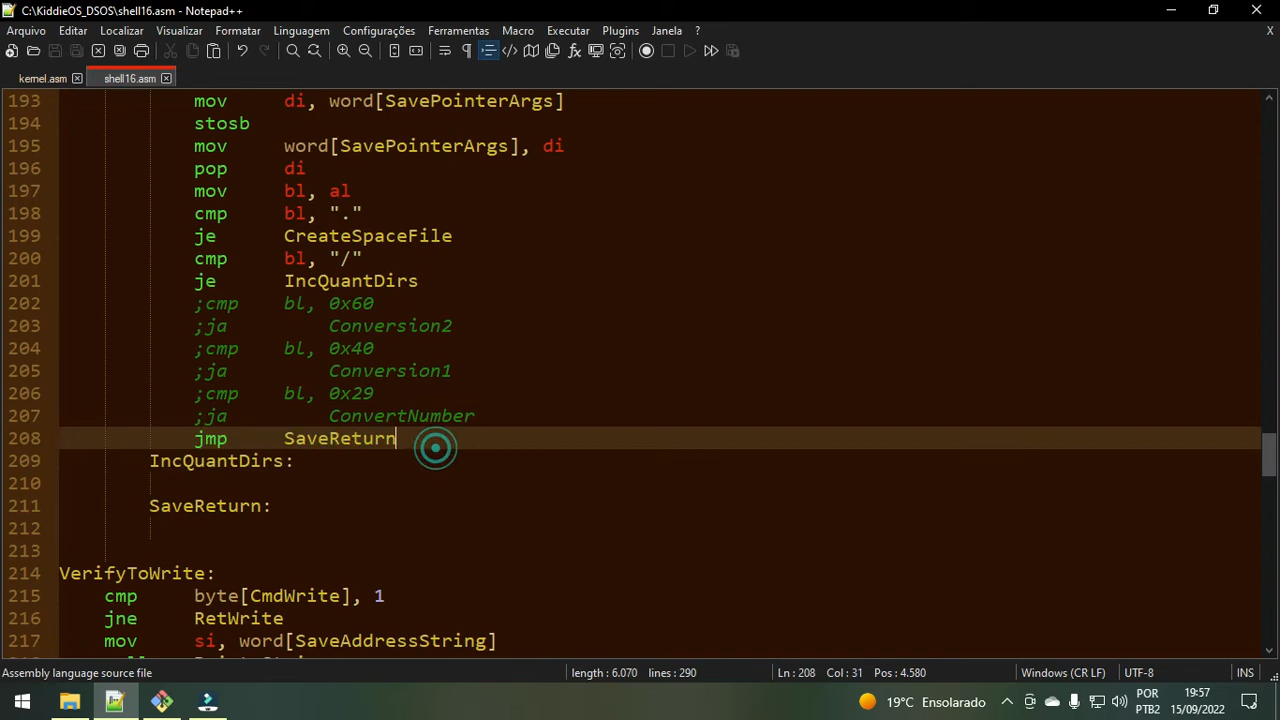 C:\KiddieOS_DSOS\shell16.asm - Notepad++
Arquivo Editar Localizar Visualizar Formatar Linguagem Configurações Ferramentas Macro Executar Plugins Janela ? X
kernel.asm shell16.asm
193 mov di, word[SavePointerArgs]
194 stosb
195 mov word[SavePointerArgs], di
196 pop di
197 mov bl, al
198 cmp bl, "."
199 je CreateSpaceFile
200 cmp bl, "/"
201 je IncQuantDirs
202 ;cmp bl, 0x60
203 ;ja Conversion2
204 ;cmp bl, 0x40
205 ;ja Conversion1
206 ;cmp bl, 0x29
207 ;ja ConvertNumber
208 jmp SaveReturn
209 IncQuantDirs:
210
211 SaveReturn:
212
213
214 VerifyToWrite:
215 cmp byte[CmdWrite], 1
216 jne RetWrite
217 mov si, word[SaveAddressString]
Assembly language source file length : 6.070 lines : 290 Ln : 208 Col : 31 Pos : 4.580 Windows (CR LF) UTF-8 INS
19°C Ensolarado POR 19:57
PTB2 15/09/2022